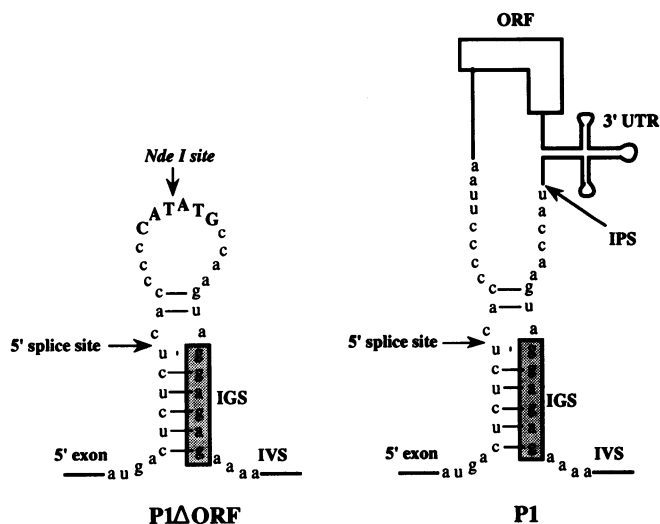 ORF
3' UTR
IPS
Nde I site
c c c c C A T A T G c c a a
c g
a u
c a
5' splice site
u g
c g
u a
c g
u a
c g
IGS
5' exon
a u g a
a a a a
IVS
P1ΔORF
a a u u c c c c
u a c c a a
c g
a u
c a
5' splice site
u g
c g
u a
c g
u a
c g
IGS
5' exon
a u g a
a a a a
IVS
P1